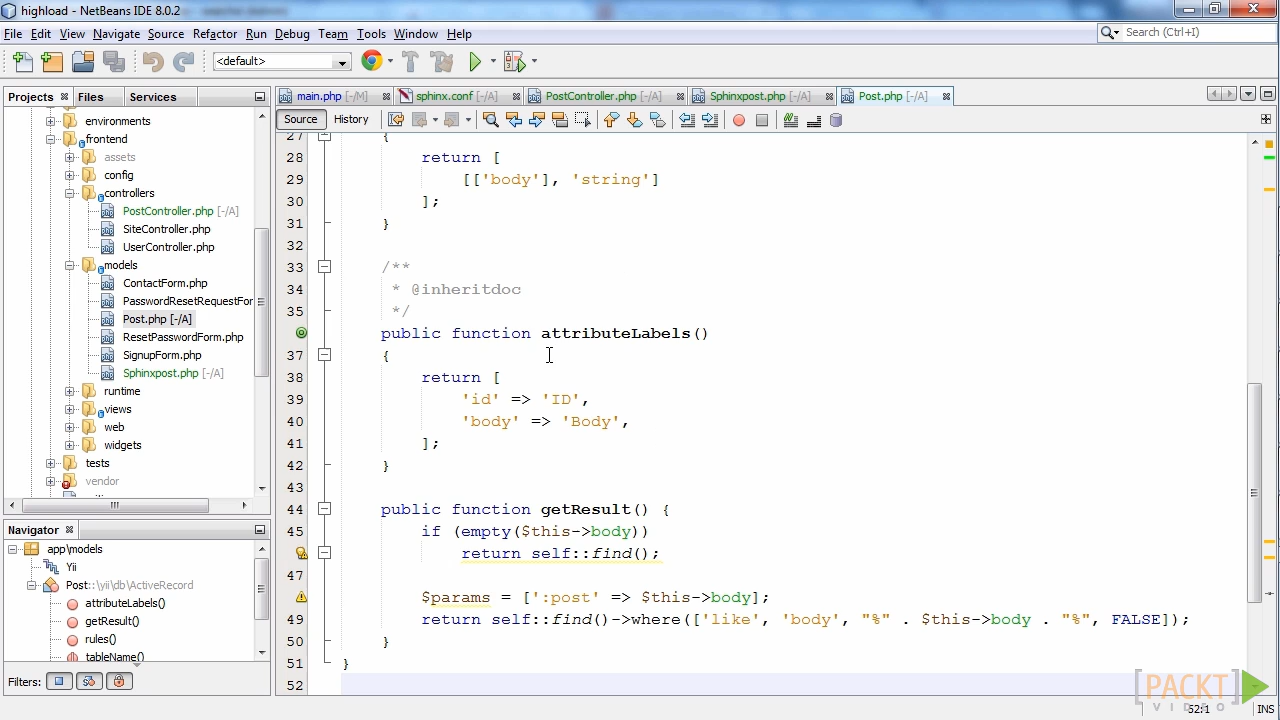 highload - NetBeans IDE 8.0.2
File Edit View Navigate Source Refactor Run Debug Team Tools Window Help
Search (Ctrl+I)
<default>
Projects Files Services
main.php [-/M] sphinx.conf [-/A] PostController.php [-/A] Sphinxpost.php [-/A] Post.php [-/A]
Source History
environments
frontend
assets
config
controllers
PostController.php [-/A]
SiteController.php
UserController.php
models
ContactForm.php
PasswordResetRequestFor
Post.php [-/A]
ResetPasswordForm.php
SignupForm.php
Sphinxpost.php [-/A]
runtime
views
web
widgets
tests
vendor
Navigator
app\models
Yii
Post::\yii\db\ActiveRecord
attributeLabels()
getResult()
rules()
tableName()
Filters:
27 {
28 return [
29 [['body'], 'string']
30 ];
31 }
32
33 /**
34 * @inheritdoc
35 */
public function attributeLabels()
37 {
38 return [
39 'id' => 'ID',
40 'body' => 'Body',
41 ];
42 }
43
44 public function getResult() {
45 if (empty($this->body))
return self::find();
47
$params = [':post' => $this->body];
49 return self::find()->where(['like', 'body', "%" . $this->body . "%", FALSE]);
50 }
51 }
52
PACKT
VIDEO
52:1 INS